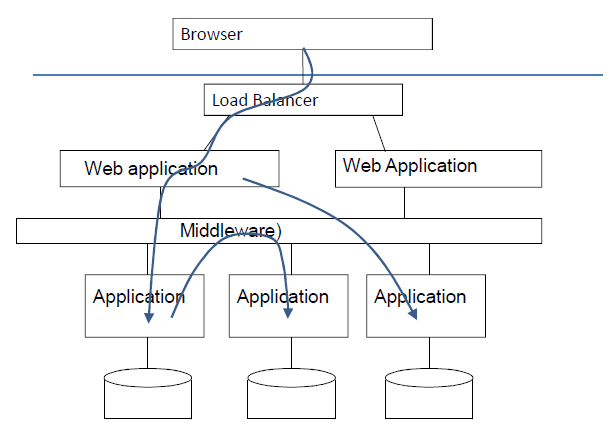 Browser
Load Balancer
Web application
Web Application
Middleware)
Application
Application
Application